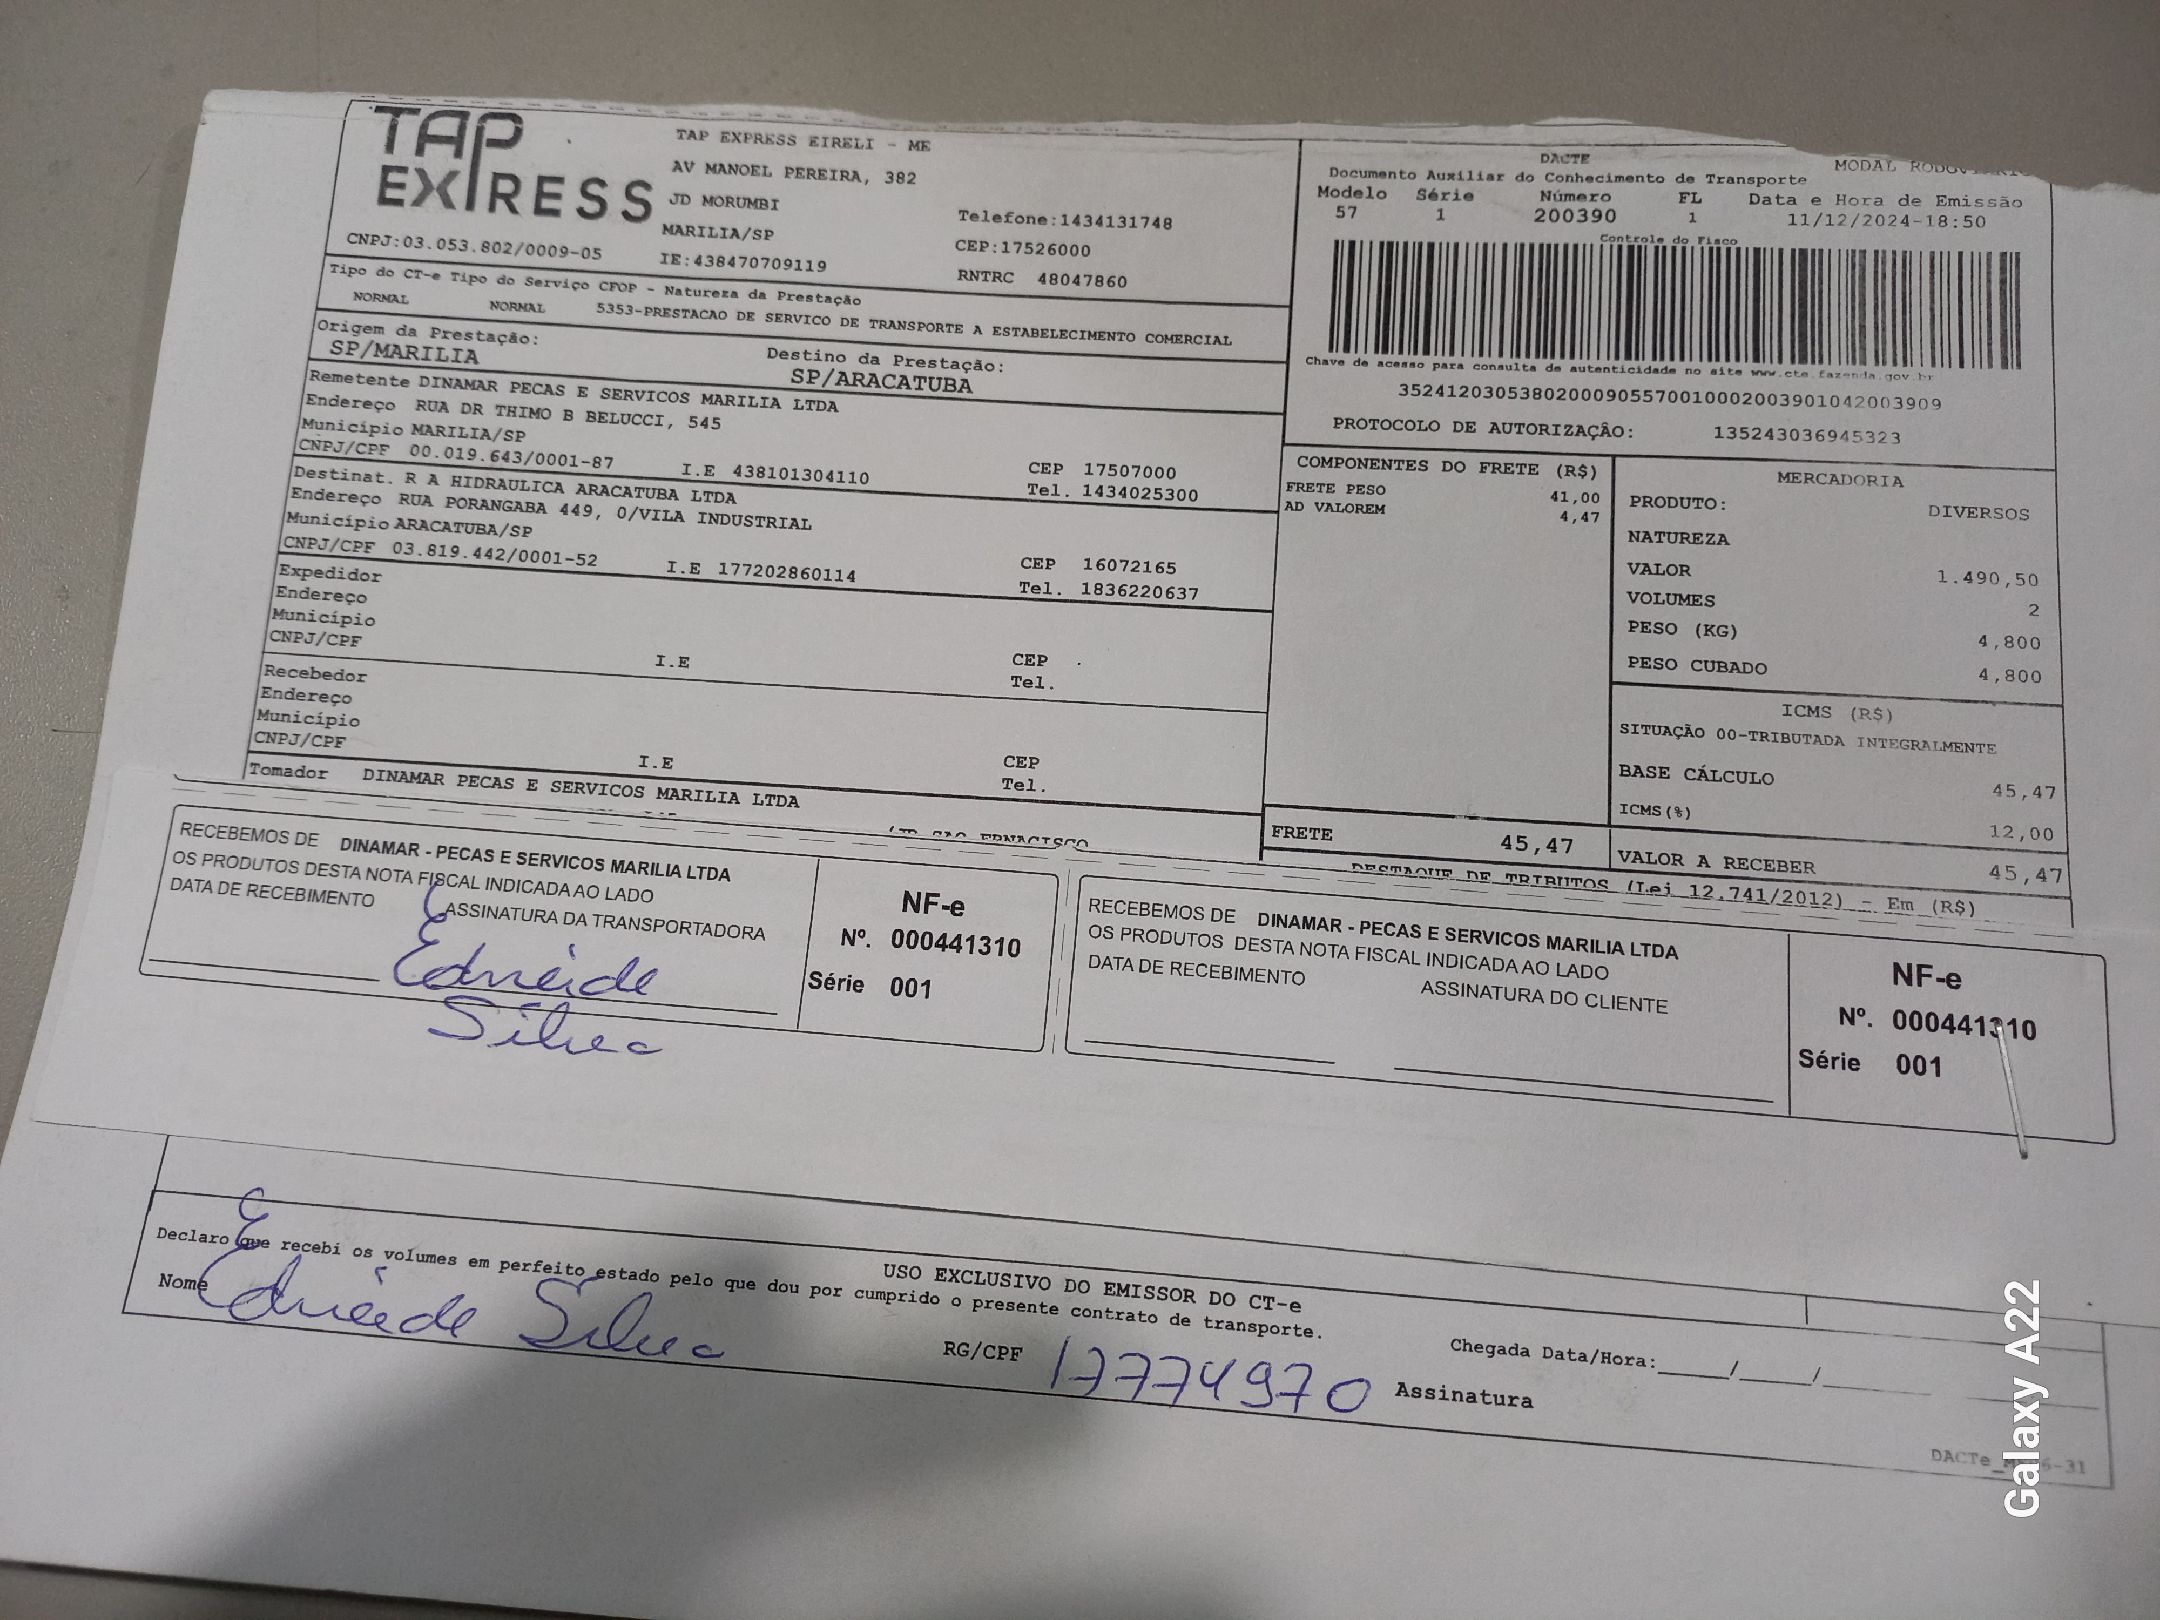 TAP
EXPRESS
CNPJ:03.053.802/0009-05
TAP EXPRESS EIRELI - ME
AV MANOEL PEREIRA, 382
JD MORUMBI
MARILIA/SP
IE:438470709119
Telefone:1434131748
CEP:17526000
RNTRC 48047860
DACTE
MODAL RODOVIARIO
Documento Auxiliar do Conhecimento de Transporte
Modelo Série Número FL Data e Hora de Emissão
57 1 200390 1 11/12/2024-18:50
Controle do Fisco
Chave de acesso para consulta de autenticidade no site www.cte.fazenda.gov.br
35241203053802000905570010002003901042003909
PROTOCOLO DE AUTORIZAÇÂO: 135243036945323
Tipo do CT-e Tipo do Serviço CFOP - Natureza da Prestação
NORMAL NORMAL 5353-PRESTACAO DE SERVICO DE TRANSPORTE A ESTABELECIMENTO COMERCIAL
Origem da Prestação: Destino da Prestação:
SP/MARILIA SP/ARACATUBA
Remetente DINAMAR PECAS E SERVICOS MARILIA LTDA
Endereço RUA DR THIMO B BELUCCI, 545
Município MARILIA/SP CEP 17507000
CNPJ/CPF 00.019.643/0001-87 I.E 438101304110 Tel. 1434025300
Destinat. R A HIDRAULICA ARACATUBA LTDA
Endereço RUA PORANGABA 449, 0/VILA INDUSTRIAL
Município ARACATUBA/SP CEP 16072165
CNPJ/CPF 03.819.442/0001-52 I.E 177202860114 Tel. 1836220637
Expedidor
Endereço
Município CEP
CNPJ/CPF I.E Tel.
Recebedor
Endereço
Município CEP
CNPJ/CPF I.E Tel.
Tomador DINAMAR PECAS E SERVICOS MARILIA LTDA
COMPONENTES DO FRETE (R$)
FRETE PESO 41,00
AD VALOREM 4,47
FRETE 45,47
MERCADORIA
PRODUTO: DIVERSOS
NATUREZA
VALOR 1.490,50
VOLUMES 2
PESO (KG) 4,800
PESO CUBADO 4,800
ICMS (R$)
SITUAÇÃO 00-TRIBUTADA INTEGRALMENTE
BASE CÁLCULO 45,47
ICMS(%) 12,00
VALOR A RECEBER 45,47
DESTAQUE DE TRIBUTOS (Lei 12.741/2012) - Em (R$)
RECEBEMOS DE DINAMAR - PECAS E SERVICOS MARILIA LTDA
OS PRODUTOS DESTA NOTA FISCAL INDICADA AO LADO
DATA DE RECEBIMENTO ASSINATURA DA TRANSPORTADORA
Edneide
Silva
NF-e
Nº. 000441310
Série 001
RECEBEMOS DE DINAMAR - PECAS E SERVICOS MARILIA LTDA
OS PRODUTOS DESTA NOTA FISCAL INDICADA AO LADO
DATA DE RECEBIMENTO ASSINATURA DO CLIENTE
NF-e
Nº. 000441310
Série 001
USO EXCLUSIVO DO EMISSOR DO CT-e
Declaro que recebi os volumes em perfeito estado pelo que dou por cumprido o presente contrato de transporte.
Nome Edneide Silva RG/CPF 17774970 Assinatura
Chegada Data/Hora:____/____/____
Galaxy A22